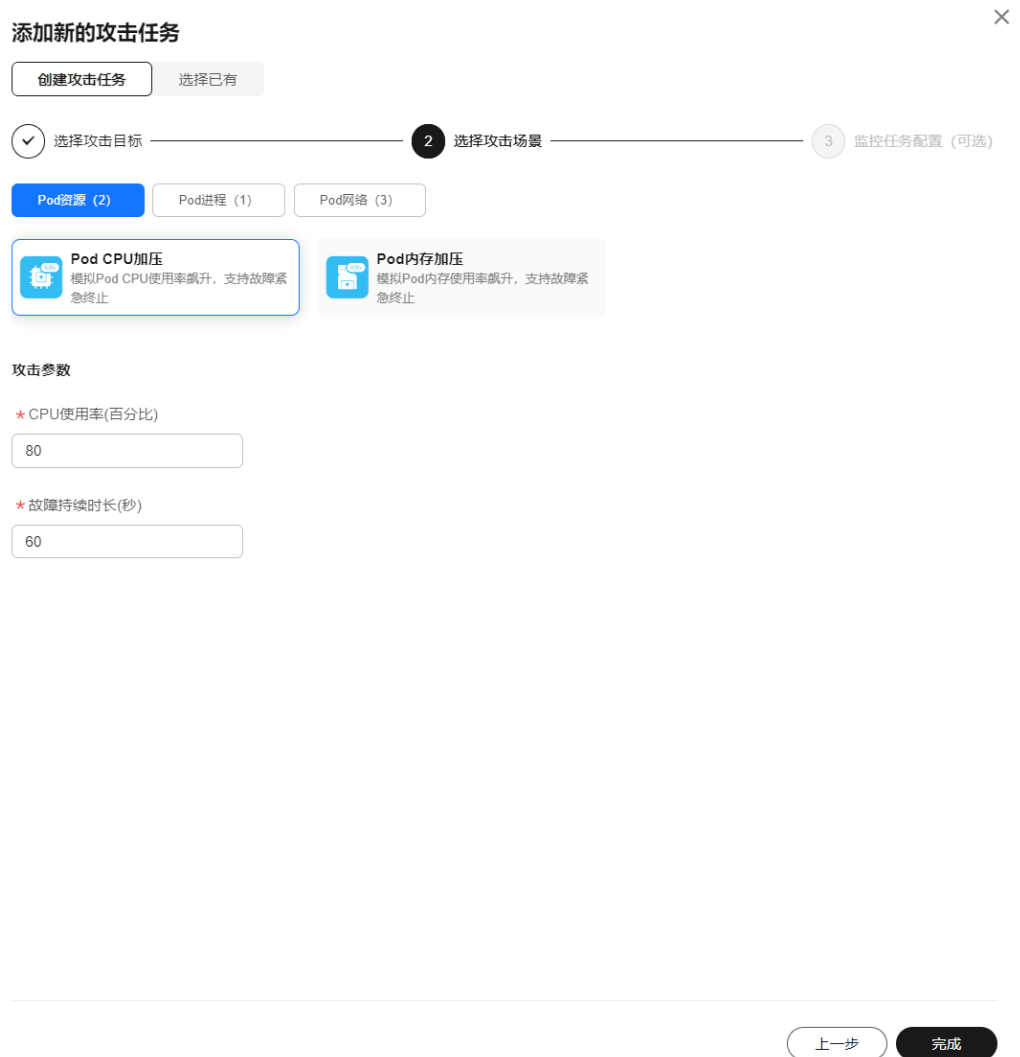 添加新的攻击任务
创建攻击任务 选择已有
选择攻击目标 2 选择攻击场景 3 监控任务配置 (可选)
Pod资源（2） Pod进程（1） Pod网络（3）
Pod CPU加压
模拟Pod CPU使用率飙升，支持故障紧
急终止
Pod内存加压
模拟Pod内存使用率飙升，支持故障紧
急终止
攻击参数
* CPU使用率(百分比)
80
* 故障持续时长(秒)
60
上一步 完成